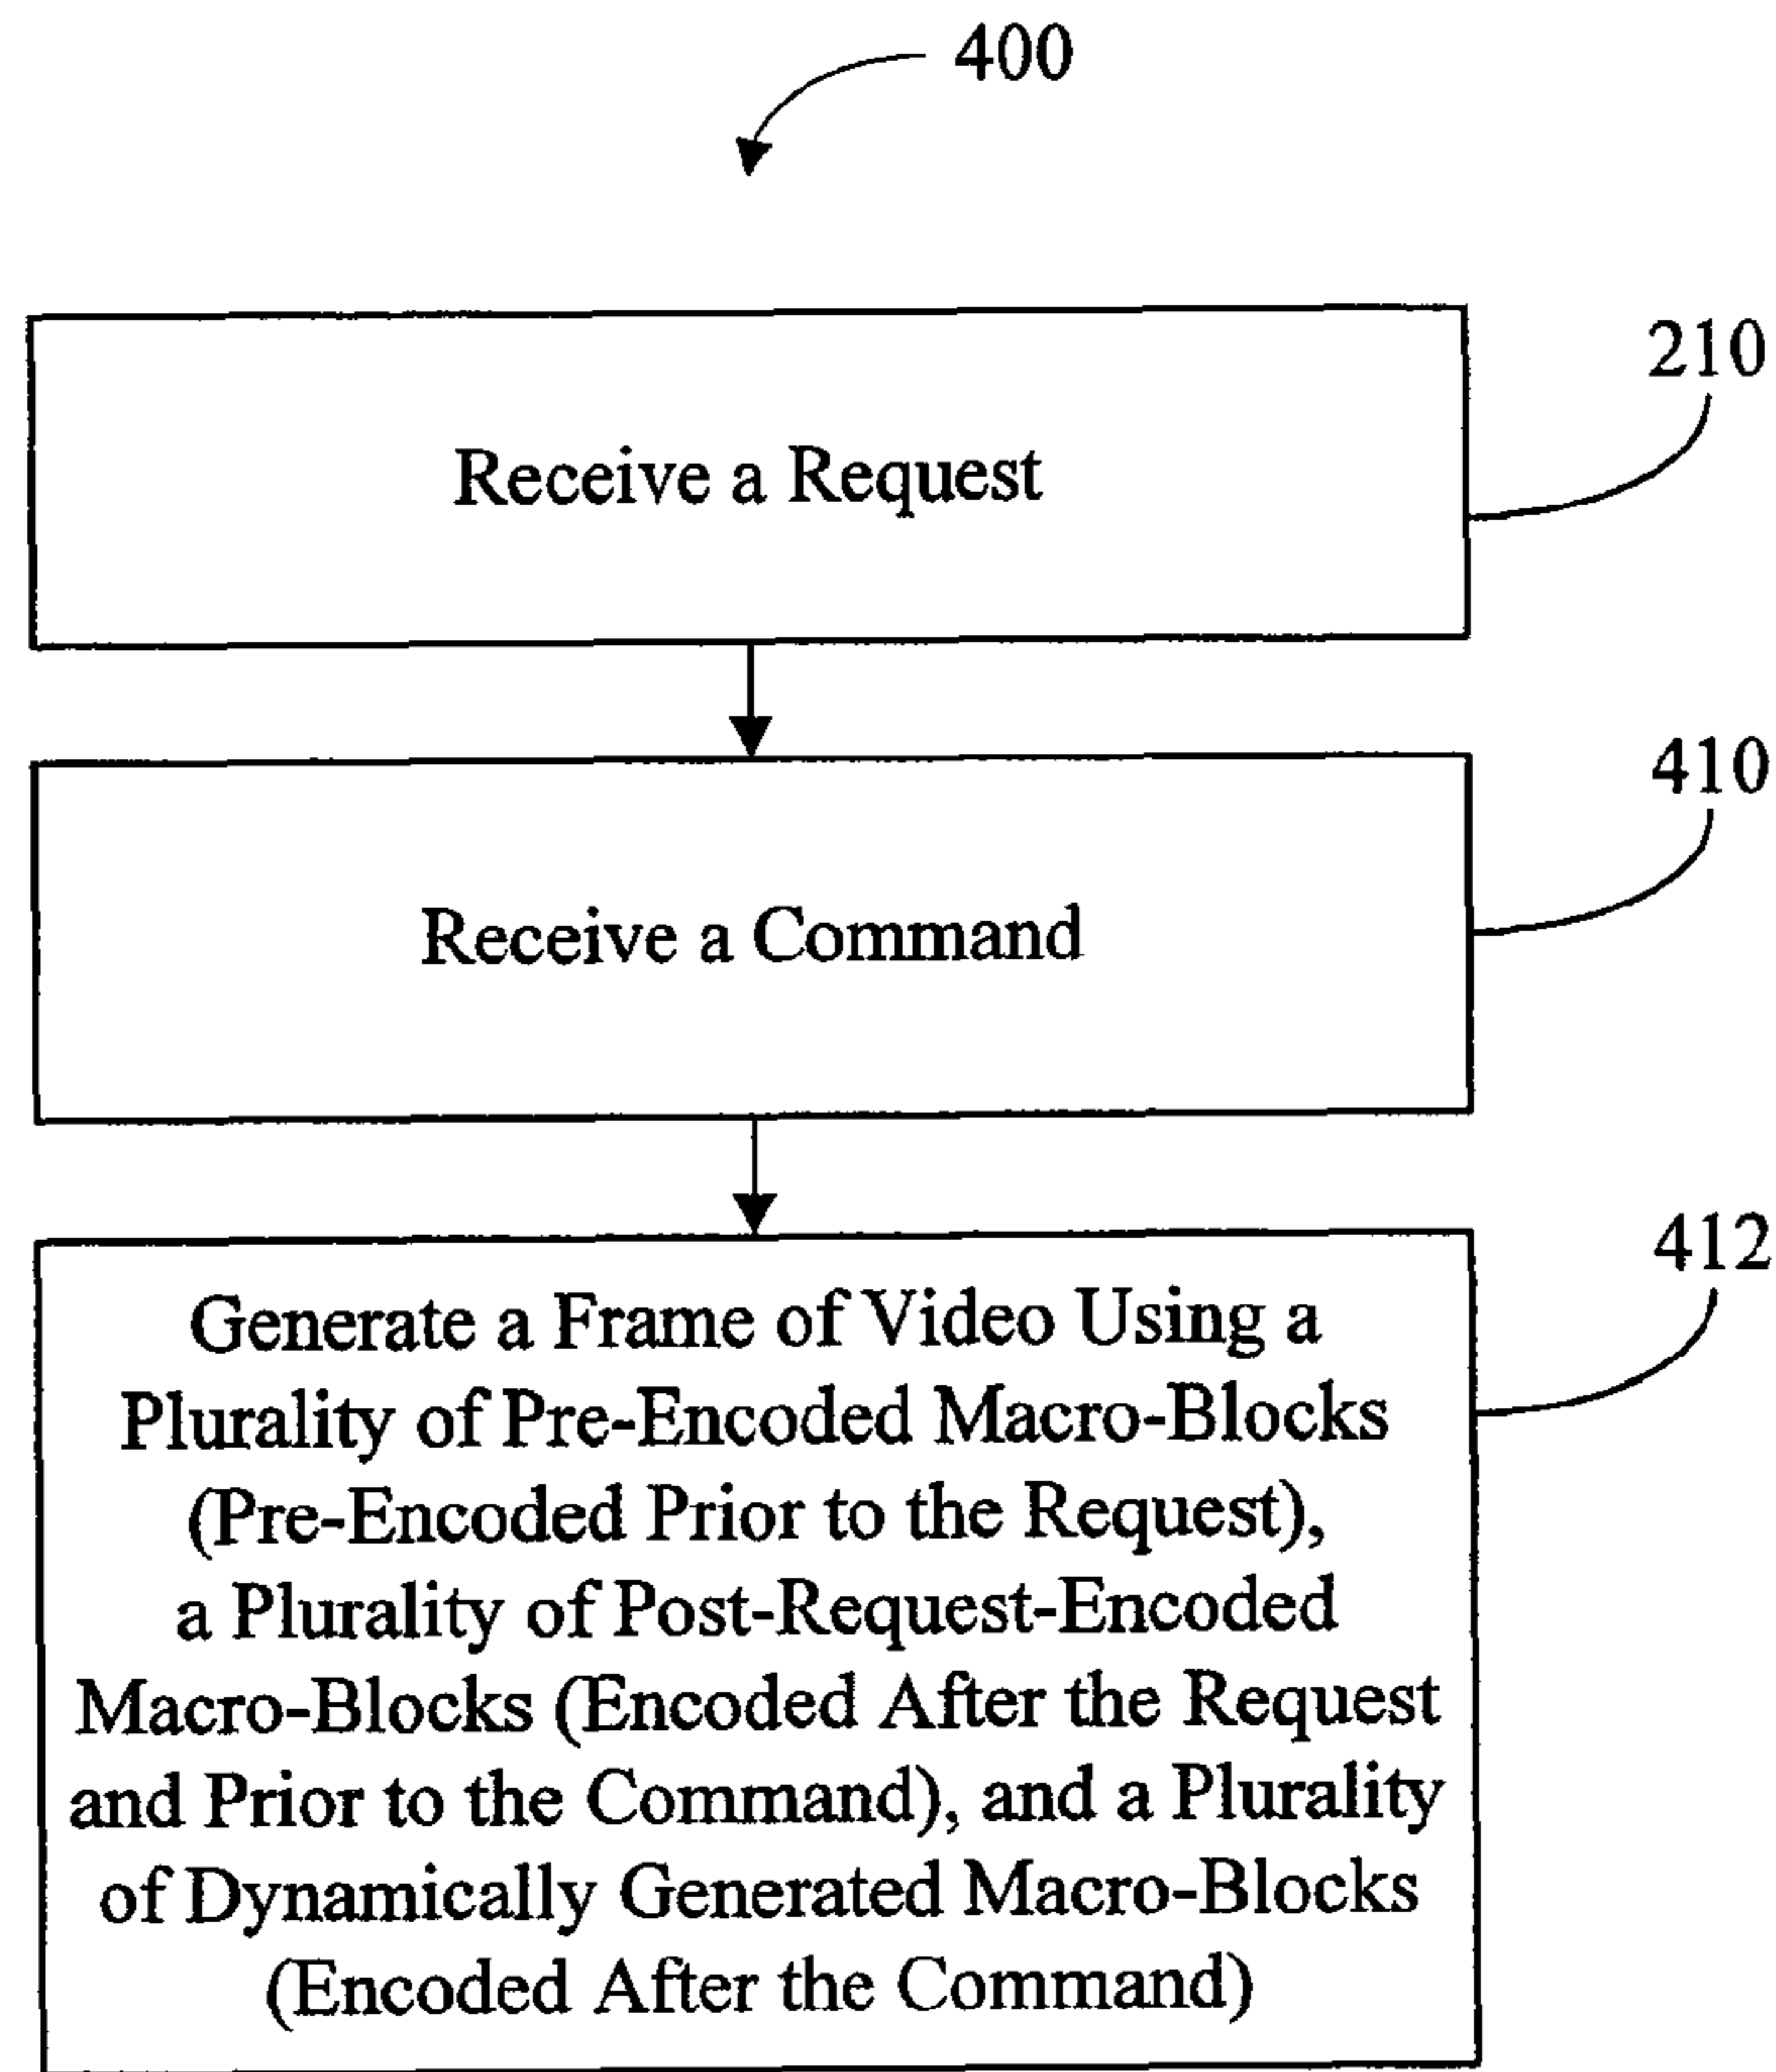 400
210
Receive a Request
410
Receive a Command
412
Generate a Frame of Video Using a
Plurality of Pre-Encoded Macro-Blocks
(Pre-Encoded Prior to the Request),
a Plurality of Post-Request-Encoded
Macro-Blocks (Encoded After the Request
and Prior to the Command), and a Plurality
of Dynamically Generated Macro-Blocks
(Encoded After the Command)